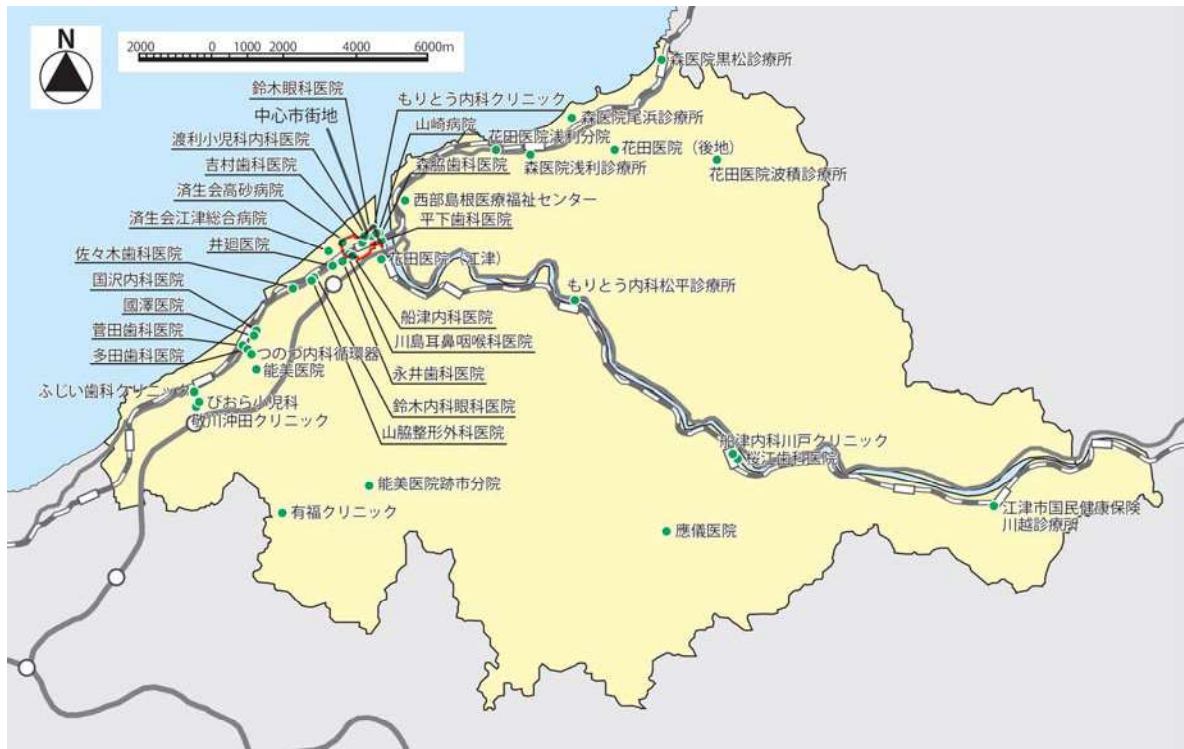 N
2000 0 1000 2000 4000 6000m
鈴木眼科医院
中心市街地
渡利小児科内科医院
吉村歯科医院
済生会高砂病院
済生会江津総合病院
井廻医院
佐々木歯科医院
国沢内科医院
國澤医院
菅田歯科医院
多田歯科医院
つのづ内科循環器
能美医院
ふじい歯科クリニック
びおら小児科
敬川沖田クリニック
もりとう内科クリニック
山崎病院
森脇歯科医院
西部島根医療福祉センター
平下歯科医院
花田医院（江津）
船津内科医院
川島耳鼻咽喉科医院
永井歯科医院
鈴木内科眼科医院
山脇整形外科医院
森医院黒松診療所
森医院尾浜診療所
花田医院浅利分院
森医院浅利診療所
花田医院（後地）
花田医院波積診療所
もりとう内科松平診療所
船津内科川戸クリニック
桜江歯科医院
能美医院跡市分院
有福クリニック
應儀医院
江津市国民健康保険
川越診療所